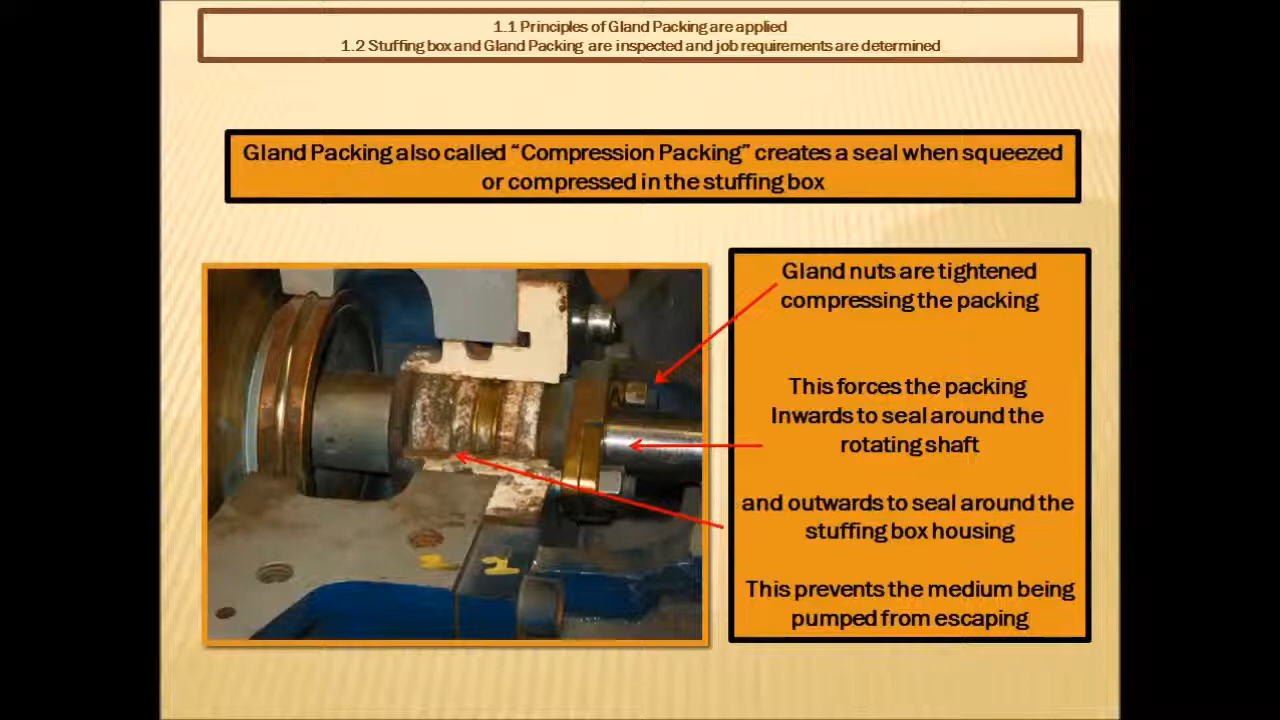 1.1 Principles of Gland Packing are applied
1.2 Stuffing box and Gland Packing are inspected and job requirements are determined
Gland Packing also called “Compression Packing” creates a seal when squeezed
or compressed in the stuffing box
Gland nuts are tightened
compressing the packing
This forces the packing
Inwards to seal around the
rotating shaft
and outwards to seal around the
stuffing box housing
This prevents the medium being
pumped from escaping